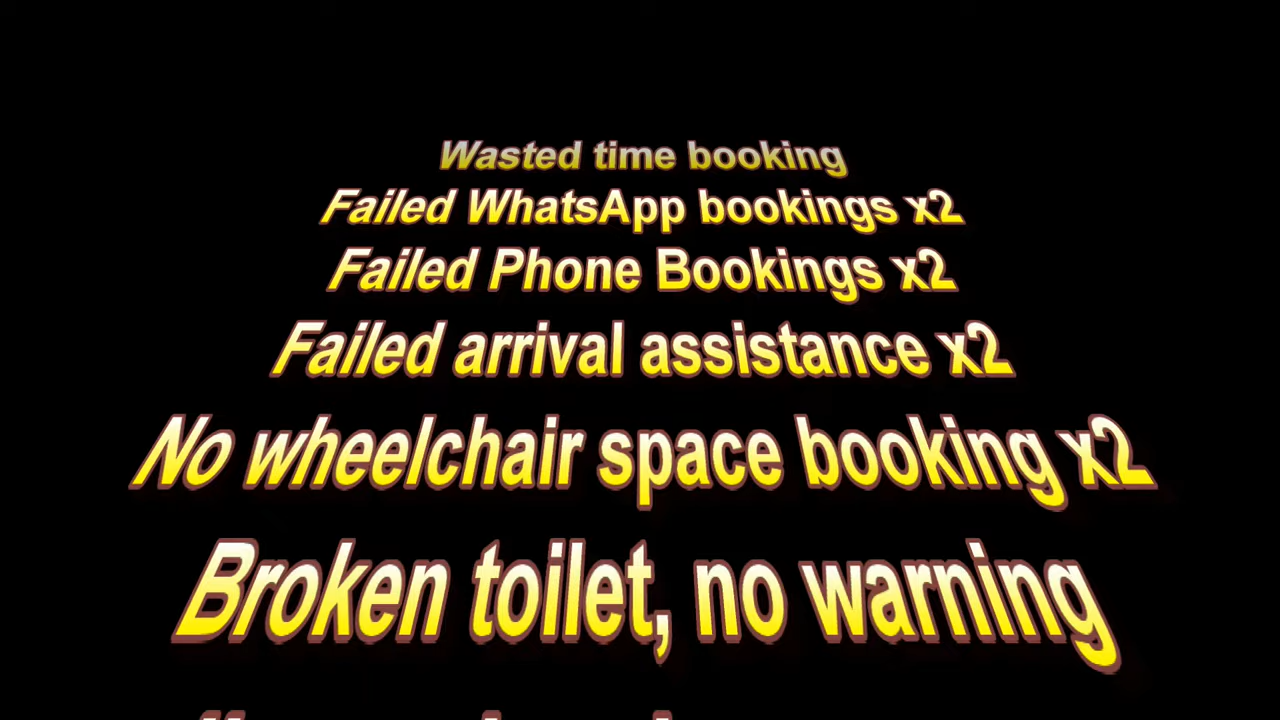 Wasted time booking
Failed WhatsApp bookings x2
Failed Phone Bookings x2
Failed arrival assistance x2
No wheelchair space booking x2
Broken toilet, no warning